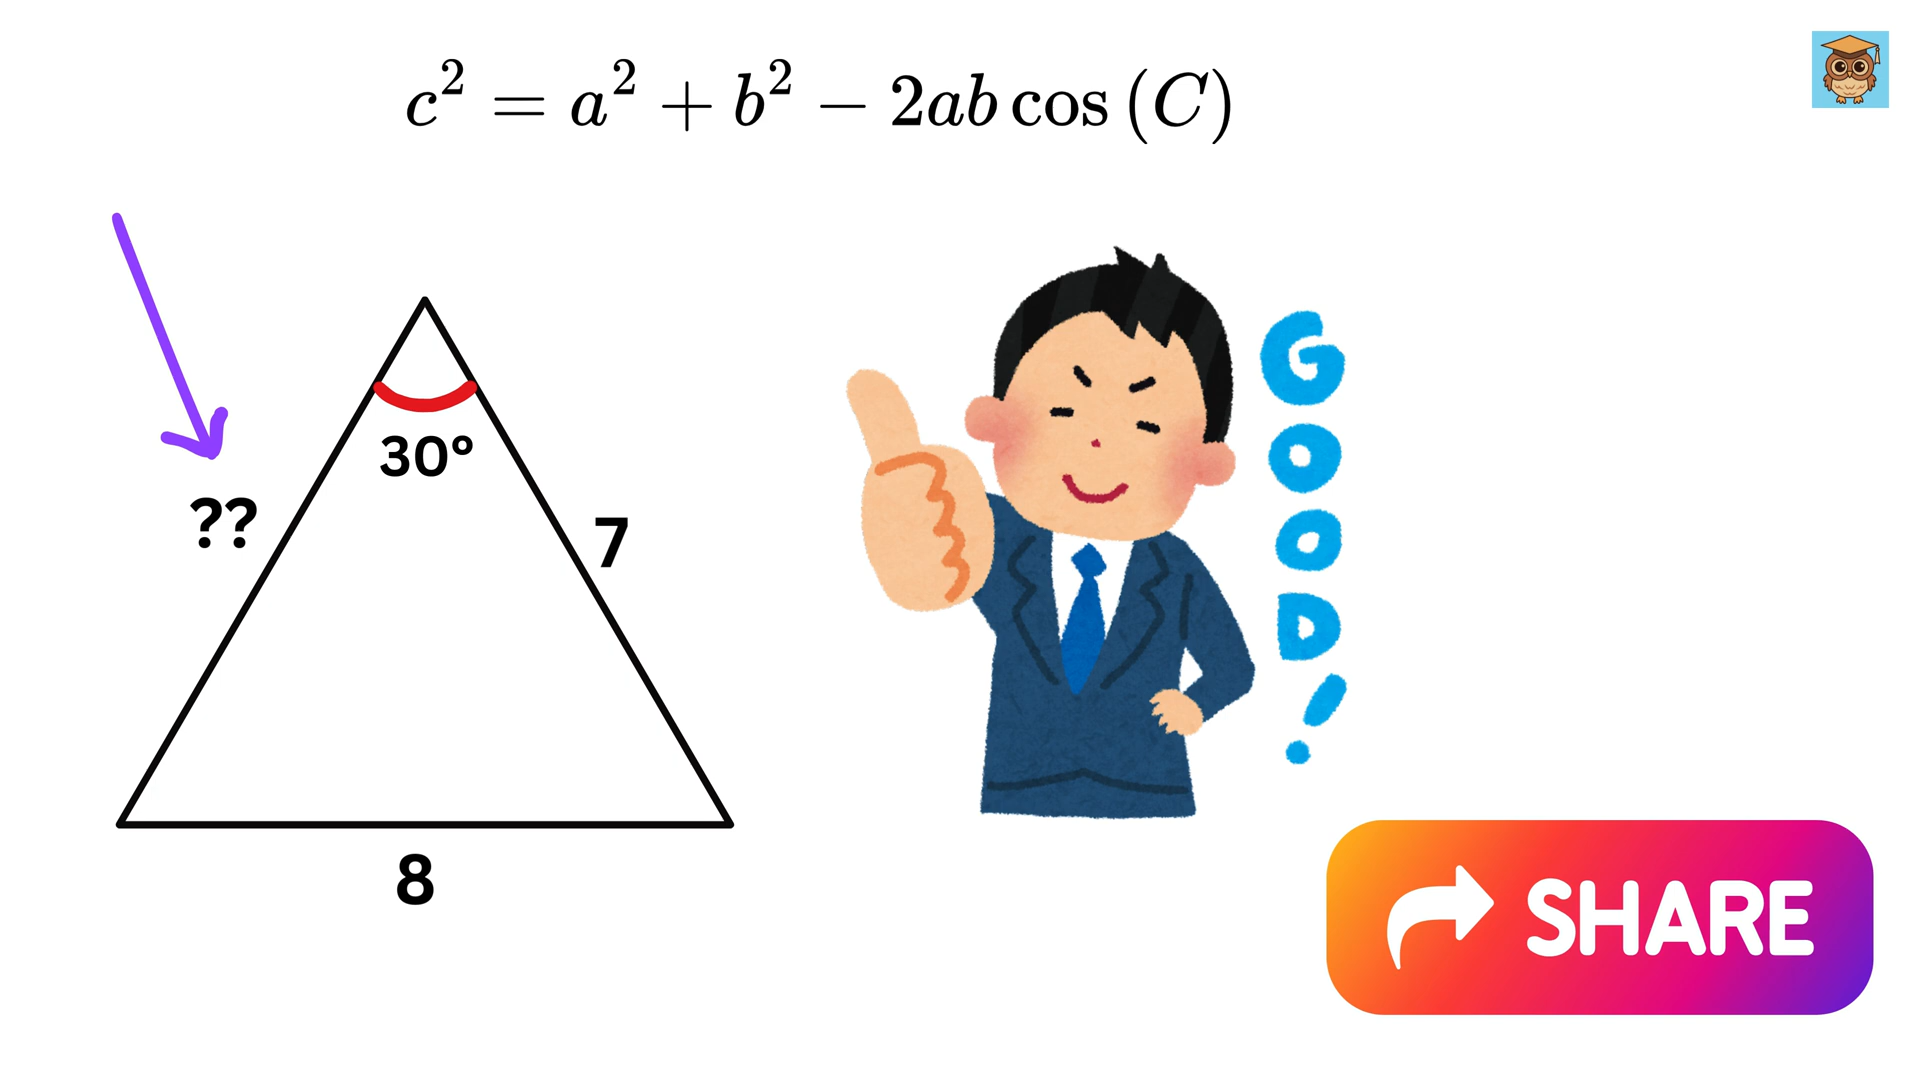 c² = a² + b² − 2ab cos (C)
30°
??
7
8
GOOD!
SHARE